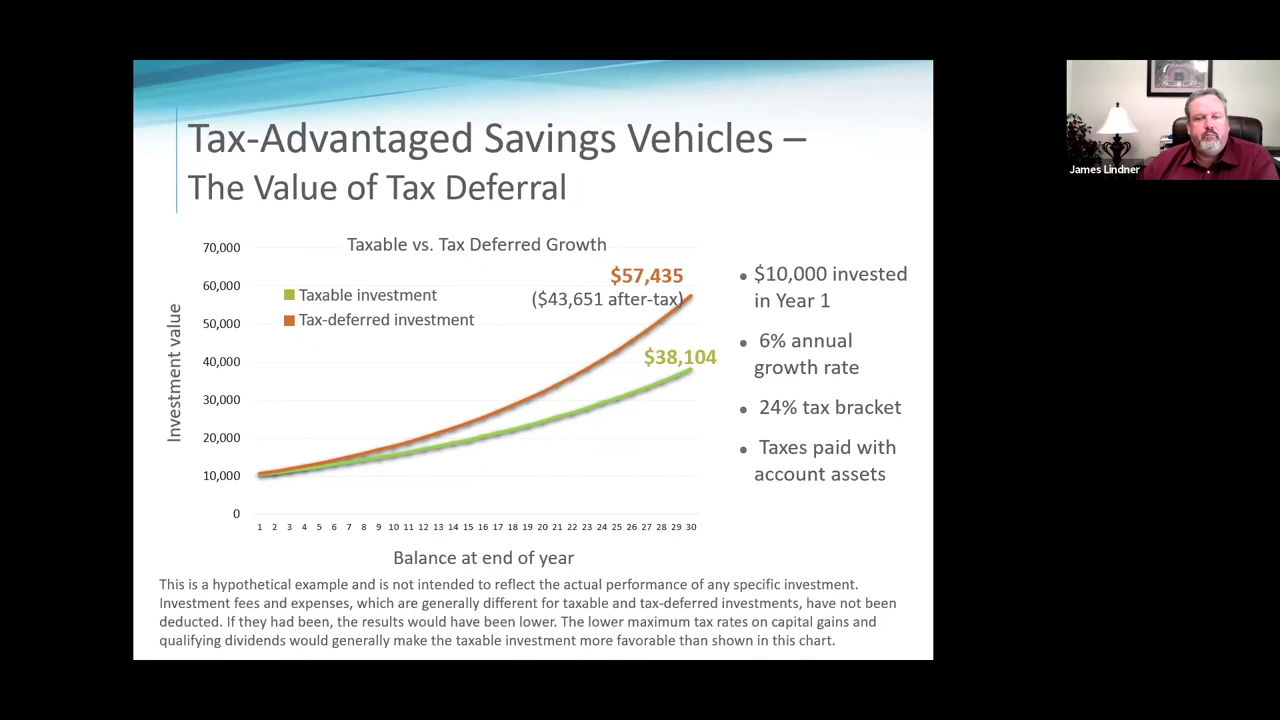 Tax-Advantaged Savings Vehicles –
The Value of Tax Deferral
Taxable vs. Tax Deferred Growth
70,000
60,000
50,000
40,000
30,000
20,000
10,000
0
Investment value
Taxable investment
Tax-deferred investment
$57,435
($43,651 after-tax)
$38,104
1 2 3 4 5 6 7 8 9 10 11 12 13 14 15 16 17 18 19 20 21 22 23 24 25 26 27 28 29 30
Balance at end of year
• $10,000 invested
in Year 1
• 6% annual
growth rate
• 24% tax bracket
• Taxes paid with
account assets
This is a hypothetical example and is not intended to reflect the actual performance of any specific investment.
Investment fees and expenses, which are generally different for taxable and tax-deferred investments, have not been
deducted. If they had been, the results would have been lower. The lower maximum tax rates on capital gains and
qualifying dividends would generally make the taxable investment more favorable than shown in this chart.
James Lindner